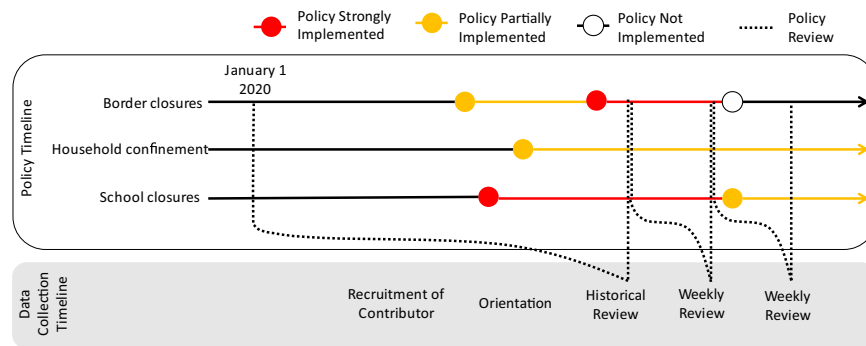 Policy Strongly
Implemented
Policy Partially
Implemented
Policy Not
Implemented
Policy
Review
January 1
2020
Policy Timeline
Border closures
Household confinement
School closures
Data
Collection
Timeline
Recruitment of
Contributor
Orientation
Historical
Review
Weekly
Review
Weekly
Review